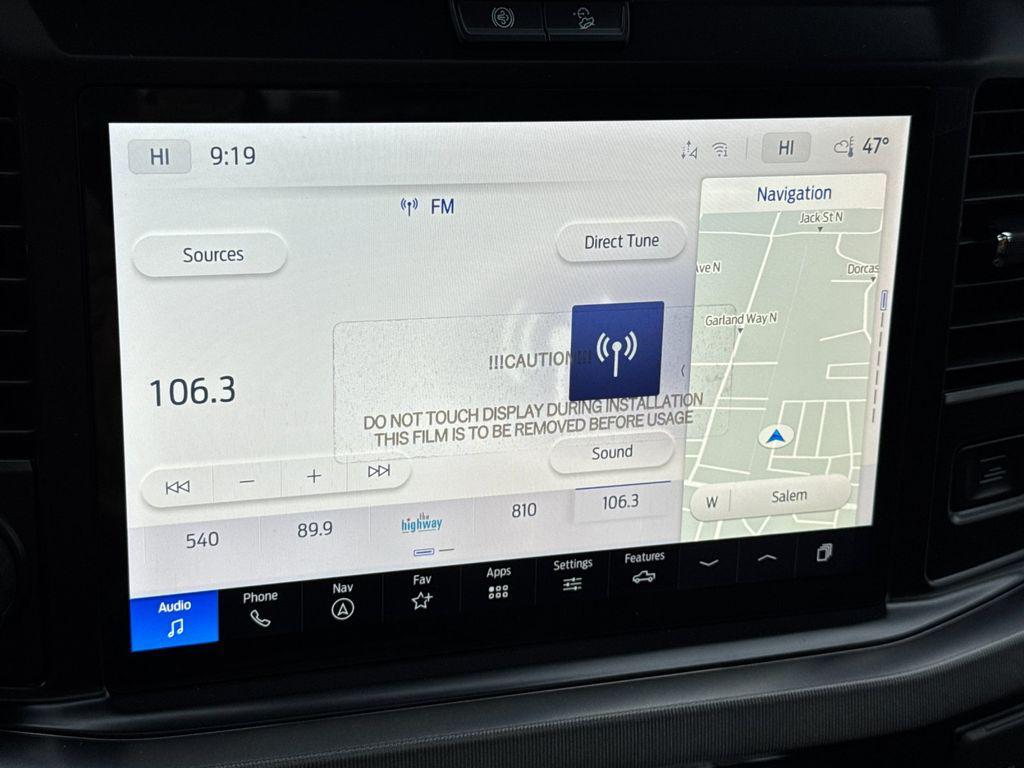 HI 9:19 HI 47°
FM
Navigation
Sources
Direct Tune
Jack St N
Ave N
Dorcas
Garland Way N
106.3
!!!CAUTION!!!
DO NOT TOUCH DISPLAY DURING INSTALLATION
THIS FILM IS TO BE REMOVED BEFORE USAGE
Sound
W Salem
540 89.9 the highway 810 106.3
Audio Phone Nav Fav Apps Settings Features